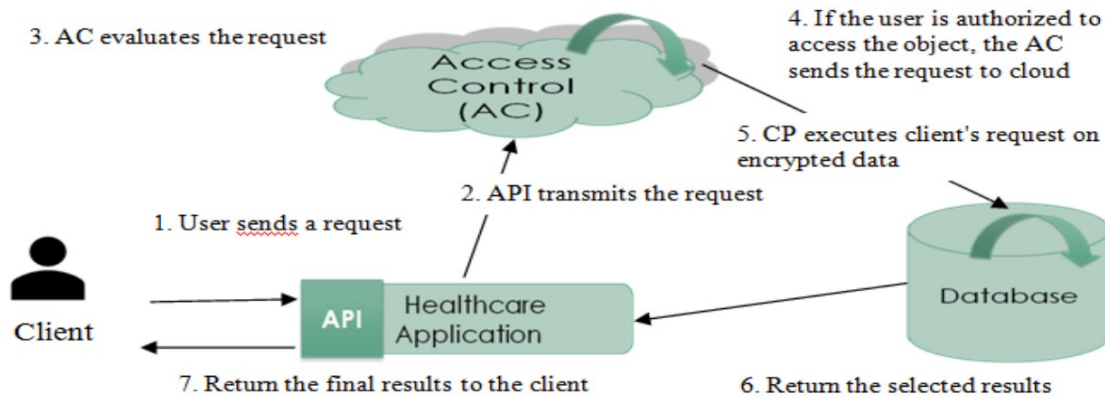 3. AC evaluates the request
Access
Control
(AC)
4. If the user is authorized to
access the object, the AC
sends the request to cloud
5. CP executes client's request on
encrypted data
2. API transmits the request
1. User sends a request
Client
API
Healthcare
Application
Database
7. Return the final results to the client
6. Return the selected results